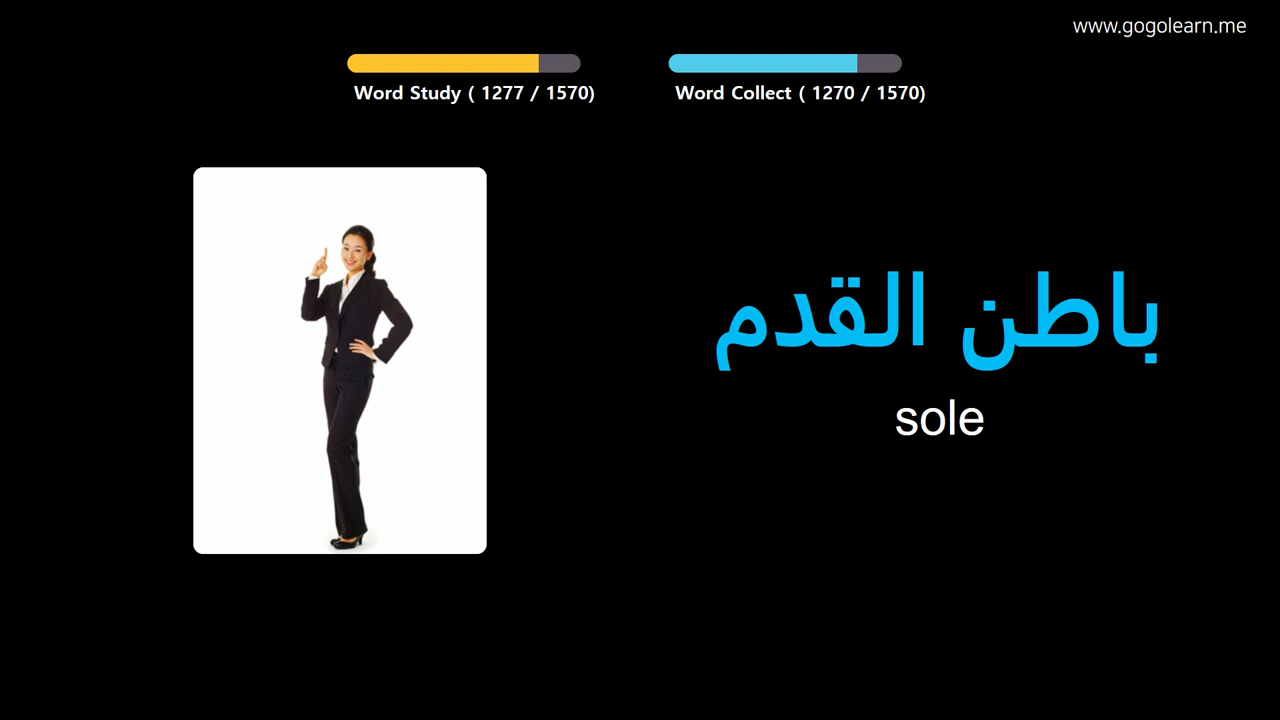 www.gogolearn.me
Word Study ( 1277 / 1570)
Word Collect ( 1270 / 1570)
باطن القدم
sole